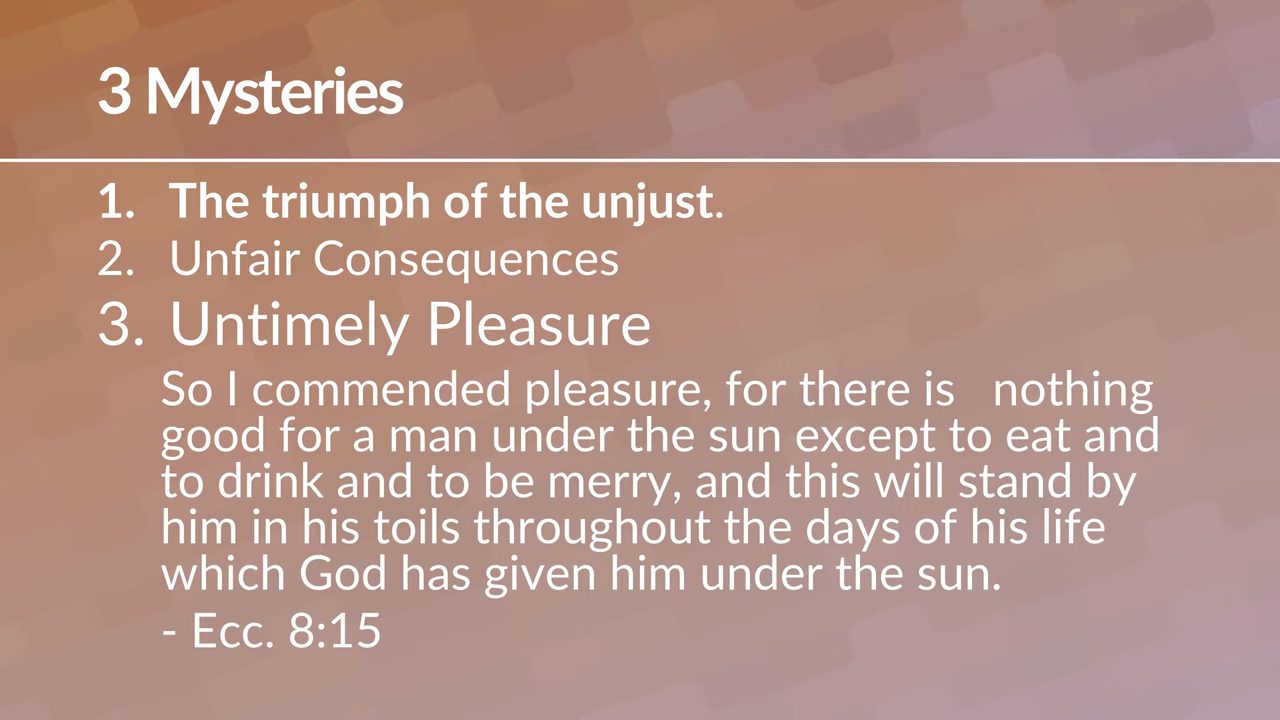 3 Mysteries
1. The triumph of the unjust.
2. Unfair Consequences
3. Untimely Pleasure
So I commended pleasure, for there is   nothing
good for a man under the sun except to eat and
to drink and to be merry, and this will stand by
him in his toils throughout the days of his life
which God has given him under the sun.
- Ecc. 8:15